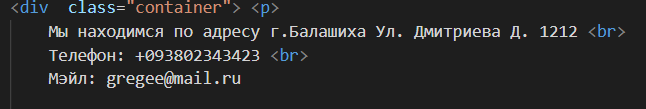 <div  class="container"> <p>
Мы находимся по адресу г.Балашиха Ул. Дмитриева Д. 1212 <br>
Телефон: +093802343423 <br>
Мэйл: gregee@mail.ru